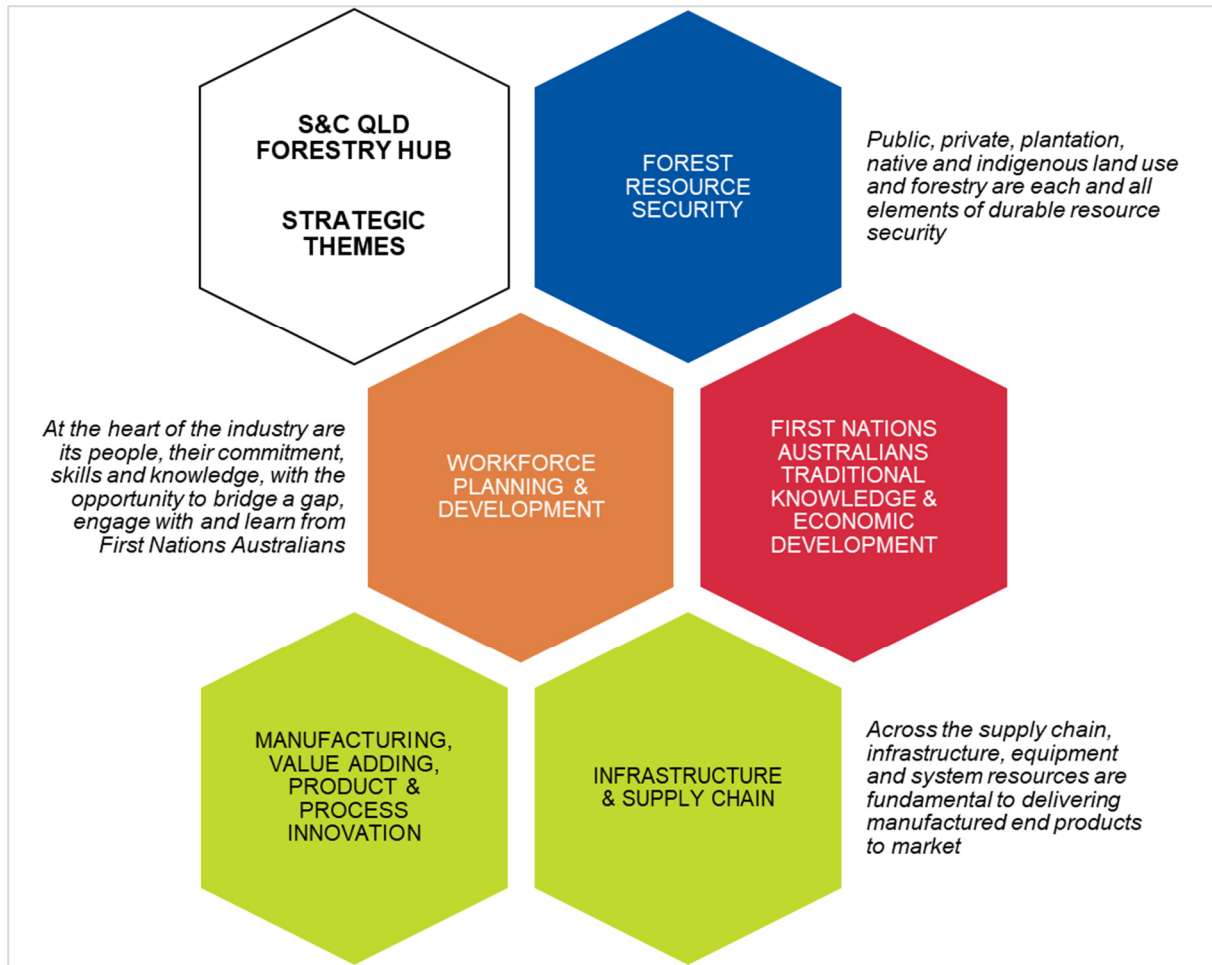 S&C QLD
FORESTRY HUB
STRATEGIC
THEMES
FOREST
RESOURCE
SECURITY
Public, private, plantation,
native and indigenous land use
and forestry are each and all
elements of durable resource
security
At the heart of the industry are
its people, their commitment,
skills and knowledge, with the
opportunity to bridge a gap,
engage with and learn from
First Nations Australians
WORKFORCE
PLANNING &
DEVELOPMENT
FIRST NATIONS
AUSTRALIANS
TRADITIONAL
KNOWLEDGE &
ECONOMIC
DEVELOPMENT
MANUFACTURING,
VALUE ADDING,
PRODUCT &
PROCESS
INNOVATION
INFRASTRUCTURE
& SUPPLY CHAIN
Across the supply chain,
infrastructure, equipment
and system resources are
fundamental to delivering
manufactured end products
to market